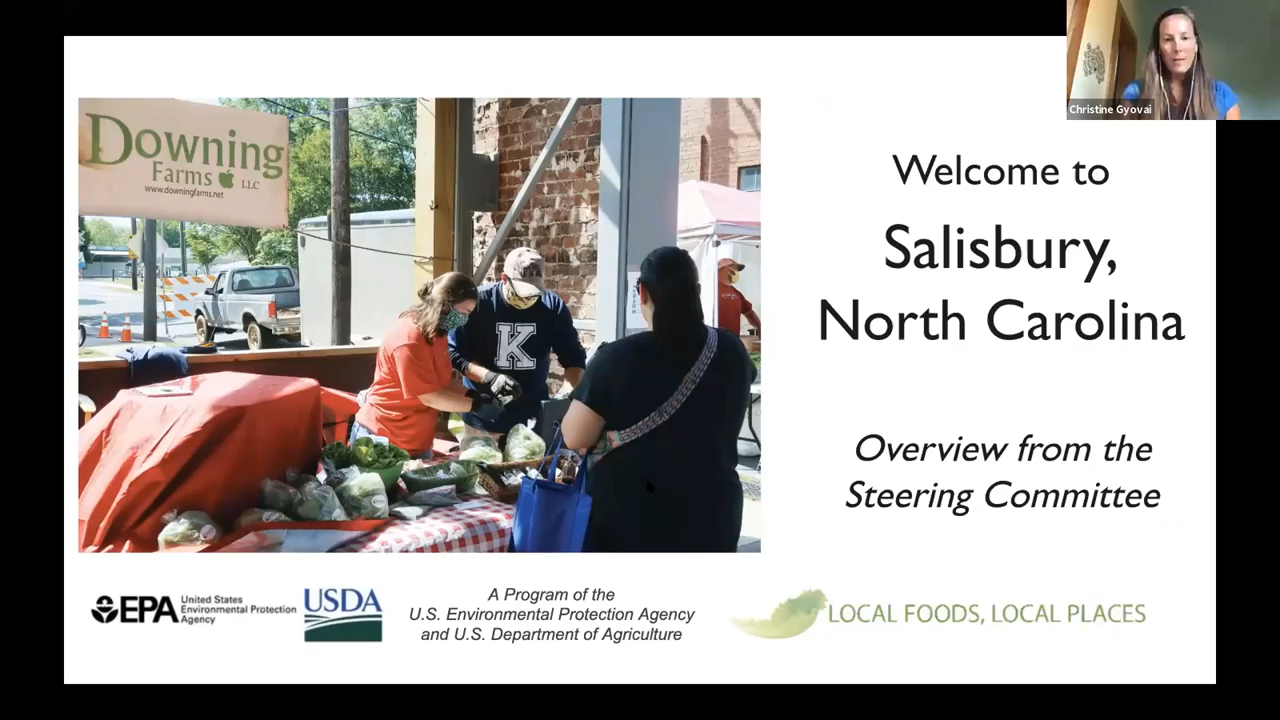 Christine Gyovai
Downing
Farms LLC
www.downingfarms.net
K
Welcome to
Salisbury,
North Carolina
Overview from the
Steering Committee
EPA United States
Environmental Protection
Agency
USDA
A Program of the
U.S. Environmental Protection Agency
and U.S. Department of Agriculture
LOCAL FOODS, LOCAL PLACES